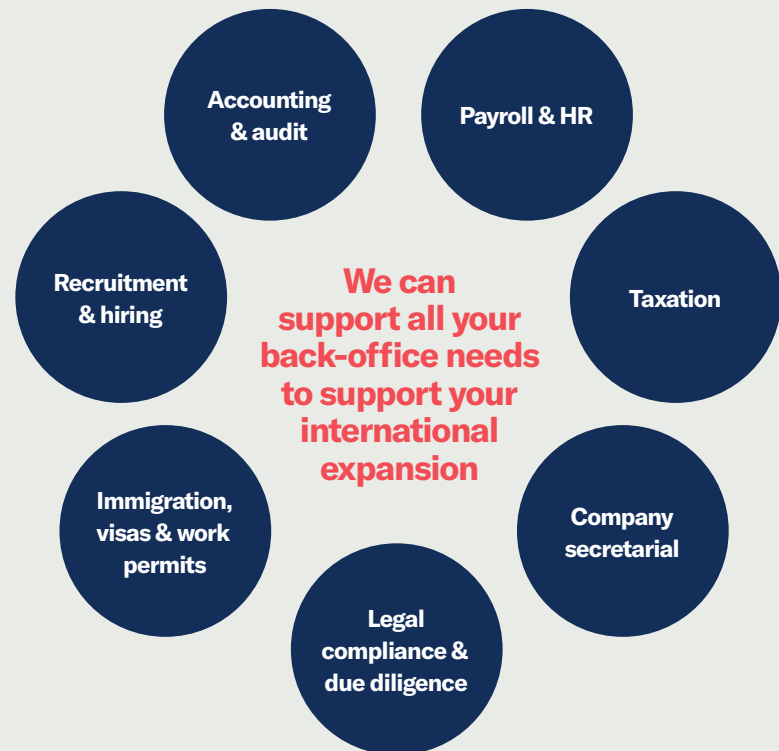 Accounting
& audit
Payroll & HR
Recruitment
& hiring
We can
support all your
back-office needs
to support your
international
expansion
Taxation
Immigration,
visas & work
permits
Company
secretarial
Legal
compliance &
due diligence